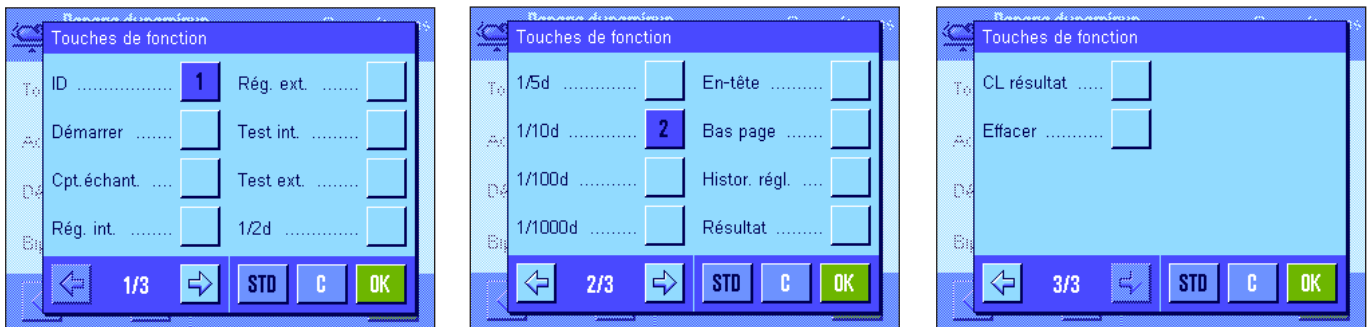 Touches de fonction
ID .................. 1 Rég. ext. .......
Démarrer ....... Test int. ..........
Cpt.échant. .... Test ext. ........
Rég. int. ........ 1/2d ..............
1/3 STD C OK
Touches de fonction
1/5d .............. En-tête ...........
1/10d ............. 2 Bas page .......
1/100d ........... Histor. régl. ....
1/1000d ......... Résultat ..........
2/3 STD C OK
Touches de fonction
CL résultat .....
Effacer ...........
3/3 STD C OK